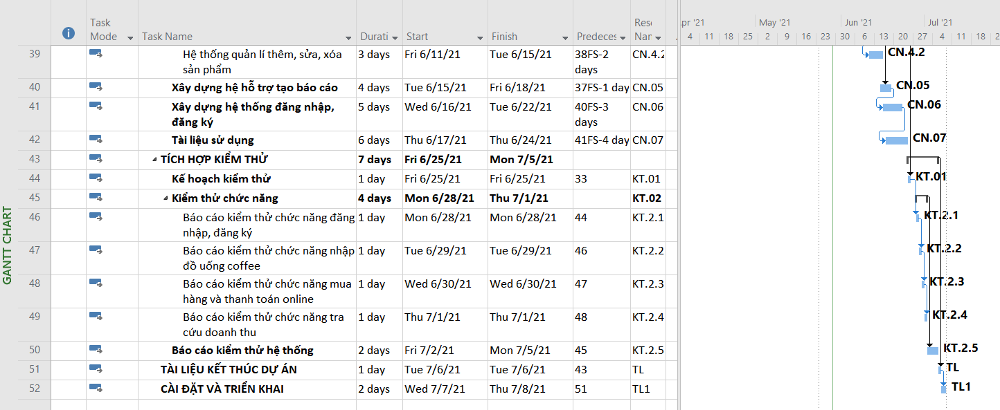 GANTT CHART
Task Mode Task Name Durati Start Finish Predeces Res Nar
pr '21 May '21 Jun '21 Jul '21
4 11 18 25 2 9 16 23 30 6 13 20 27 4 11 18 2
39 Hệ thống quản lí thêm, sửa, xóa sản phẩm 3 days Fri 6/11/21 Tue 6/15/21 38FS-2 days CN.4.2 CN.4.2
40 Xây dựng hệ hỗ trợ tạo báo cáo 4 days Tue 6/15/21 Fri 6/18/21 37FS-1 day CN.05 CN.05
41 Xây dựng hệ thống đăng nhập, đăng ký 5 days Wed 6/16/21 Tue 6/22/21 40FS-3 days CN.06 CN.06
42 Tài liệu sử dụng 6 days Thu 6/17/21 Thu 6/24/21 41FS-4 day CN.07 CN.07
43 TÍCH HỢP KIỂM THỬ 7 days Fri 6/25/21 Mon 7/5/21
44 Kế hoạch kiểm thử 1 day Fri 6/25/21 Fri 6/25/21 33 KT.01 KT.01
45 Kiểm thử chức năng 4 days Mon 6/28/21 Thu 7/1/21 KT.02
46 Báo cáo kiểm thử chức năng đăng nhập, đăng ký 1 day Mon 6/28/21 Mon 6/28/21 44 KT.2.1 KT.2.1
47 Báo cáo kiểm thử chức năng nhập đồ uống coffee 1 day Tue 6/29/21 Tue 6/29/21 46 KT.2.2 KT.2.2
48 Báo cáo kiểm thử chức năng mua hàng và thanh toán online 1 day Wed 6/30/21 Wed 6/30/21 47 KT.2.3 KT.2.3
49 Báo cáo kiểm thử chức năng tra cứu doanh thu 1 day Thu 7/1/21 Thu 7/1/21 48 KT.2.4 KT.2.4
50 Báo cáo kiểm thử hệ thống 2 days Fri 7/2/21 Mon 7/5/21 45 KT.2.5 KT.2.5
51 TÀI LIỆU KẾT THÚC DỰ ÁN 1 day Tue 7/6/21 Tue 7/6/21 43 TL TL
52 CÀI ĐẶT VÀ TRIỂN KHAI 2 days Wed 7/7/21 Thu 7/8/21 51 TL1 TL1